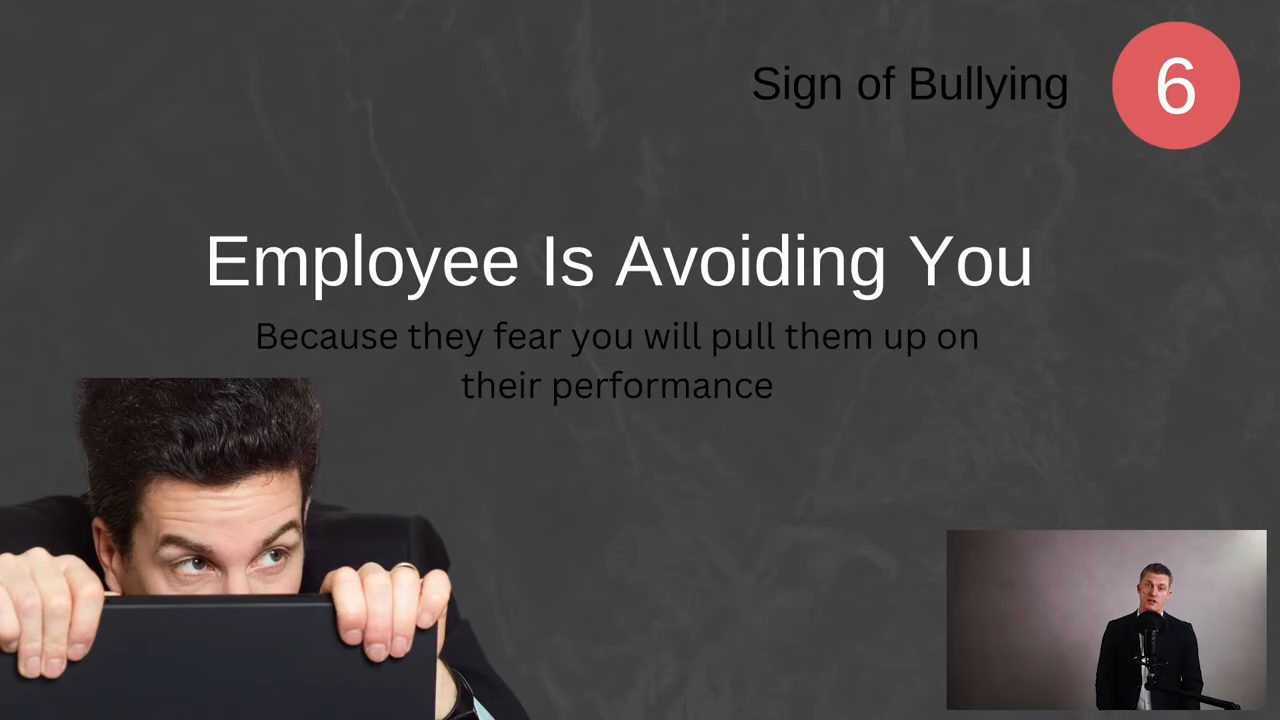 Sign of Bullying
6
Employee Is Avoiding You
Because they fear you will pull them up on
their performance